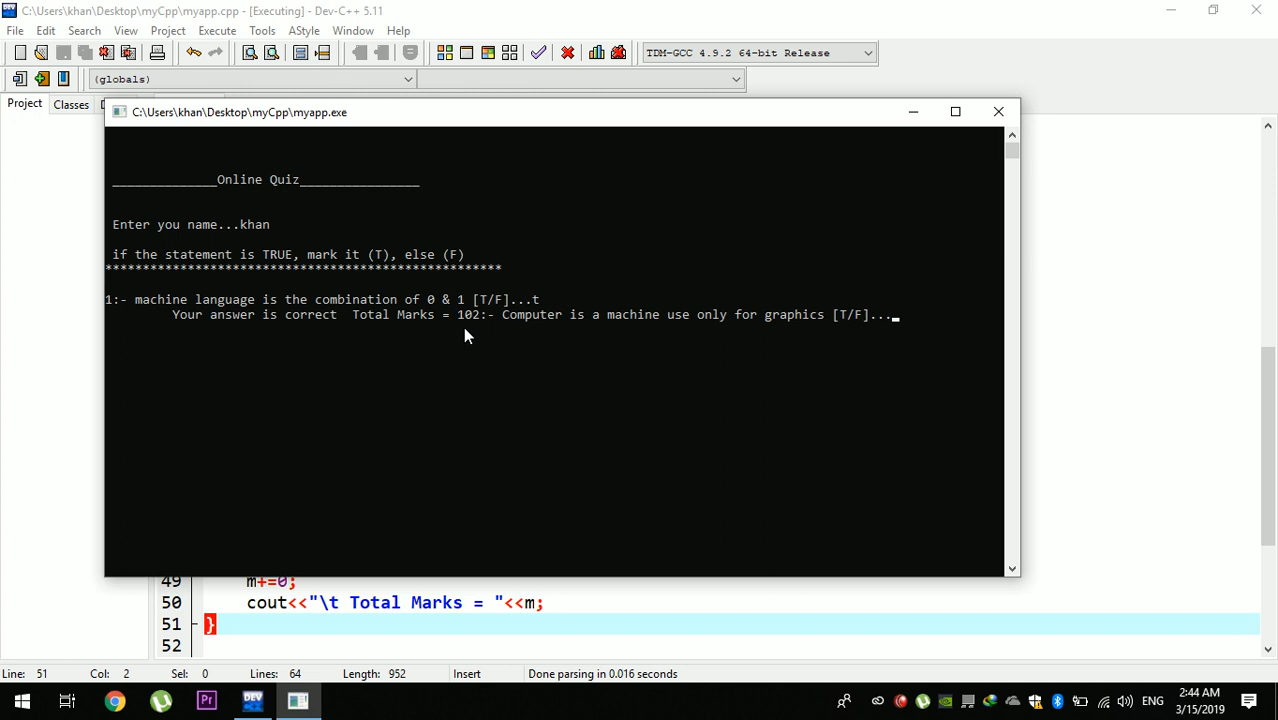 C:\Users\khan\Desktop\myCpp\myapp.cpp - [Executing] - Dev-C++ 5.11
File Edit Search View Project Execute Tools AStyle Window Help
TDM-GCC 4.9.2 64-bit Release
(globals)
Project Classes
C:\Users\khan\Desktop\myCpp\myapp.exe
______________Online Quiz________________
Enter you name...khan
if the statement is TRUE, mark it (T), else (F)
*****************************************************
1:- machine language is the combination of 0 & 1 [T/F]...t
Your answer is correct Total Marks = 102:- Computer is a machine use only for graphics [T/F]..._
49 m+=0;
50 cout<<"\t Total Marks = "<<m;
51 }
52
Line: 51 Col: 2 Sel: 0 Lines: 64 Length: 952 Insert Done parsing in 0.016 seconds
DEV
Pr
ENG
2:44 AM
3/15/2019